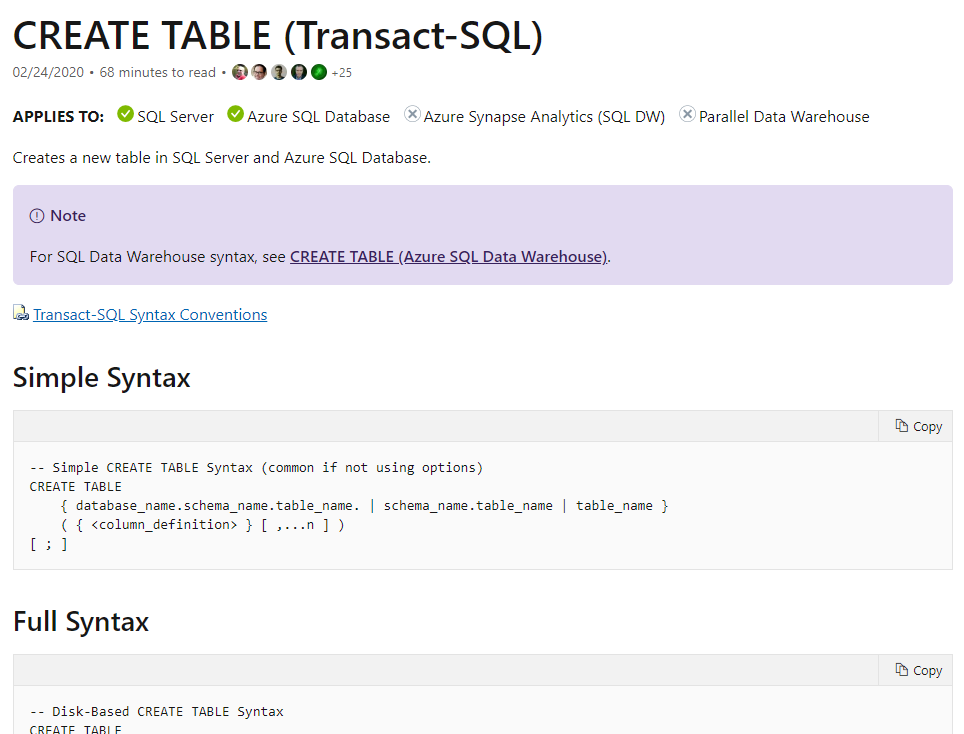 CREATE TABLE (Transact-SQL)
02/24/2020 • 68 minutes to read • +25
APPLIES TO: SQL Server Azure SQL Database Azure Synapse Analytics (SQL DW) Parallel Data Warehouse
Creates a new table in SQL Server and Azure SQL Database.
Note
For SQL Data Warehouse syntax, see CREATE TABLE (Azure SQL Data Warehouse).
Transact-SQL Syntax Conventions
Simple Syntax
Copy
-- Simple CREATE TABLE Syntax (common if not using options)
CREATE TABLE
{ database_name.schema_name.table_name. | schema_name.table_name | table_name }
( { <column_definition> } [ ,...n ] )
[ ; ]
Full Syntax
Copy
-- Disk-Based CREATE TABLE Syntax
CREATE TABLE